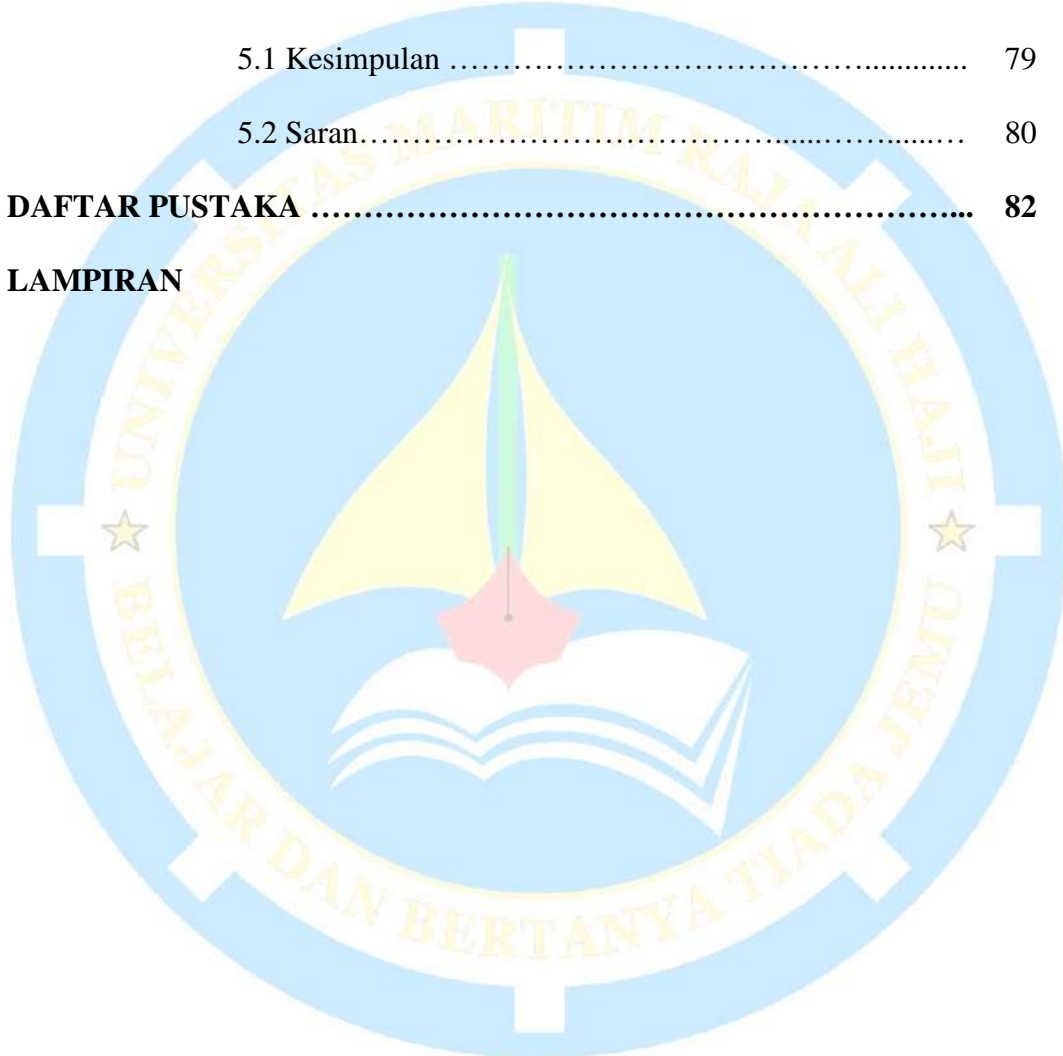 5.1 Kesimpulan …………………………………............. 79
5.2 Saran…………………………………......……......… 80
DAFTAR PUSTAKA …………………………………………………………... 82
LAMPIRAN
UNIVERSITAS MARITIM RAJA ALI HAJI
BELAJAR DAN BERTANYA TIADA JEMU